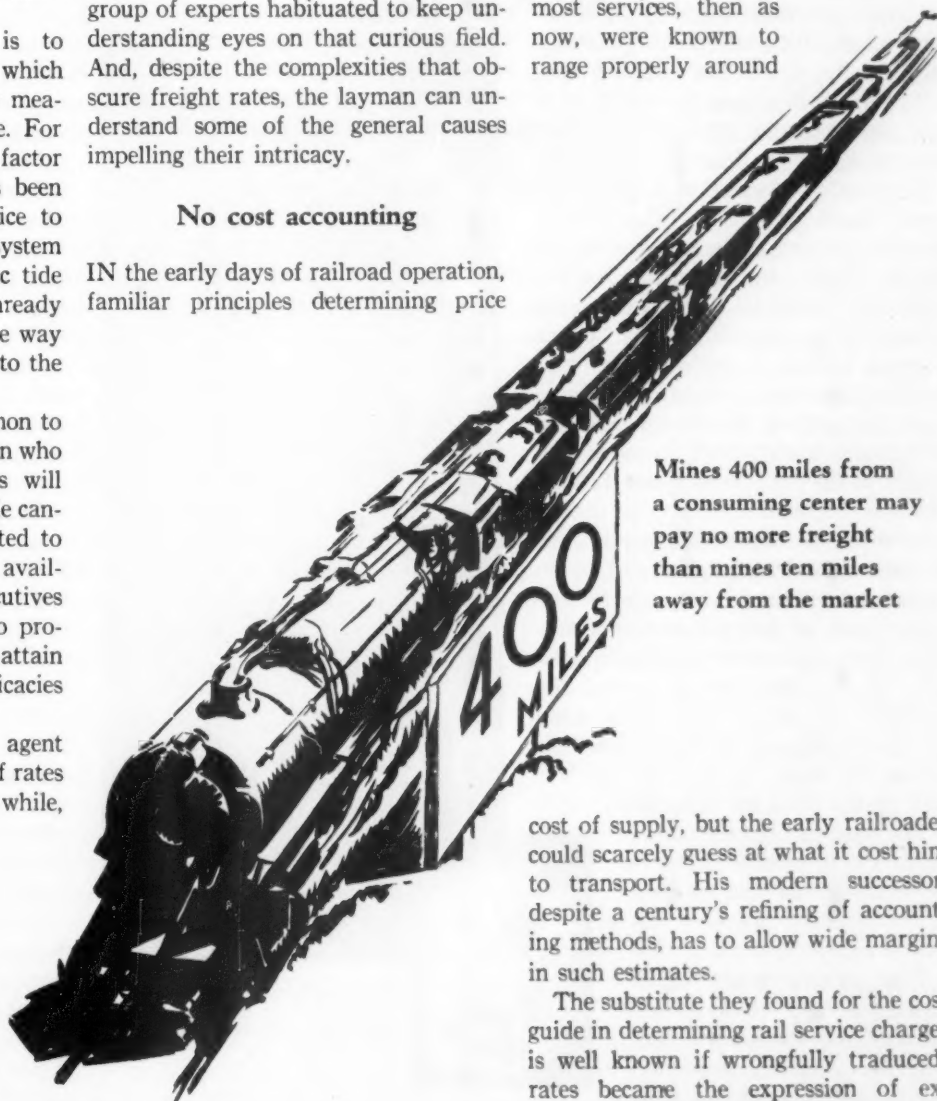 is to
which
mea-
e. For
factor
been
ice to
system
c tide
lready
e way
to the
non to
n who
s will
e can-
ted to
avail-
cutives
o pro-
attain
icacies
agent
f rates
while,
group of experts habituated to keep un-
derstanding eyes on that curious field.
And, despite the complexities that ob-
scure freight rates, the layman can un-
derstand some of the general causes
impelling their intricacy.
No cost accounting
IN the early days of railroad operation,
familiar principles determining price
most services, then as
now, were known to
range properly around
400
MILES
Mines 400 miles from
a consuming center may
pay no more freight
than mines ten miles
away from the market
cost of supply, but the early railroade
could scarcely guess at what it cost him
to transport. His modern successor
despite a century's refining of account
ing methods, has to allow wide margin
in such estimates.
The substitute they found for the cos
guide in determining rail service charge
is well known if wrongfully traduced
rates became the expression of ex